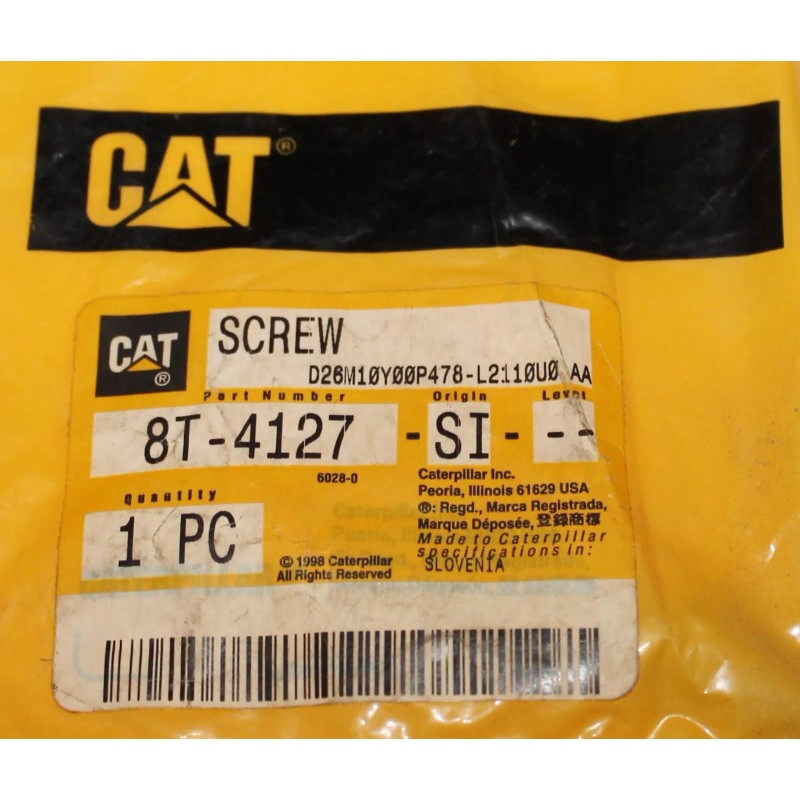 CAT®
CAT®
SCREW
D26M10Y00P478-L2110U0 AA
Part Number Origin Level
8T-4127 -SI- --
6028-0
Quantity
1 PC
Caterpillar Inc.
Peoria, Illinois 61629 USA
®: Regd., Marca Registrada,
Marque Déposée, 登録商標
Made to Caterpillar
specifications in:
SLOVENIA
© 1998 Caterpillar
All Rights Reserved